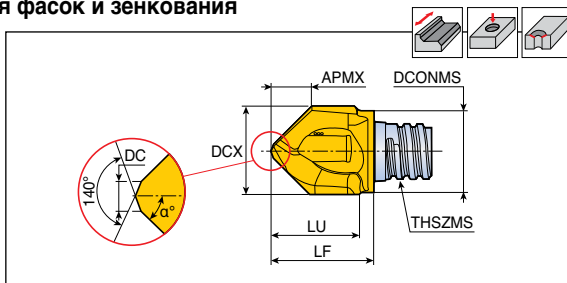 я фасок и зенкования
APMX
DCONMS
DC
DCX
140°
α°
LU
THSZMS
LF